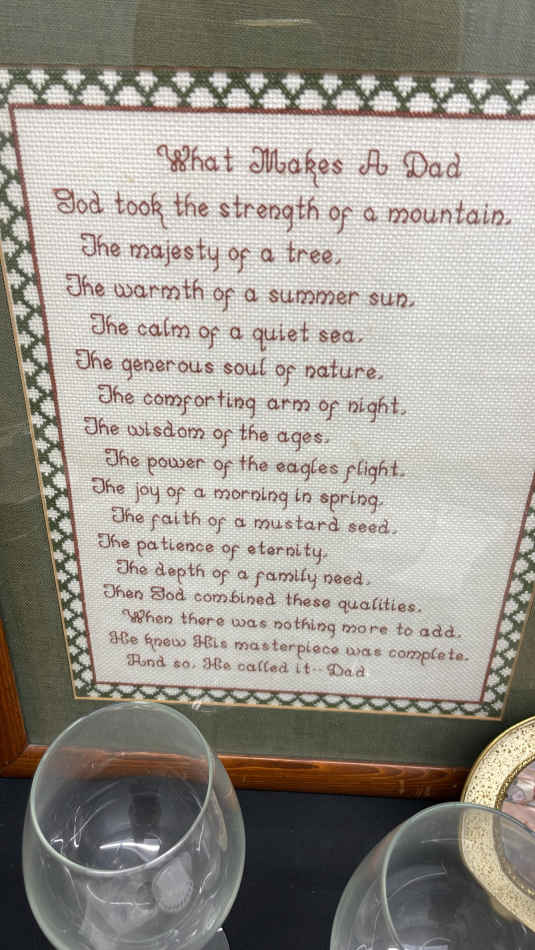 What Makes A Dad
God took the strength of a mountain.
The majesty of a tree.
The warmth of a summer sun.
The calm of a quiet sea.
The generous soul of nature.
The comforting arm of night.
The wisdom of the ages.
The power of the eagles flight.
The joy of a morning in spring.
The faith of a mustard seed.
The patience of eternity.
The depth of a family need.
Then God combined these qualities.
When there was nothing more to add.
He knew His masterpiece was complete.
And so. He called it-- Dad